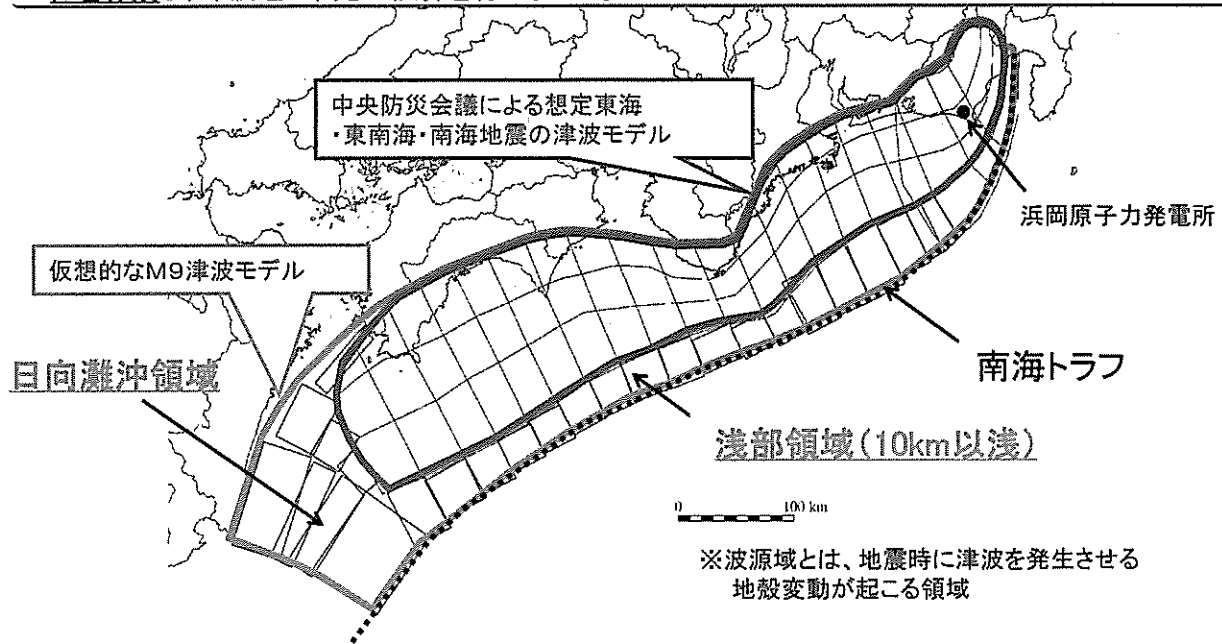 中央防災会議による想定東海
・東南海・南海地震の津波モデル
浜岡原子力発電所
仮想的なM9津波モデル
日向灘沖領域
南海トラフ
浅部領域(10km以浅)
0 100 km
※波源域とは、地震時に津波を発生させる
地殻変動が起こる領域